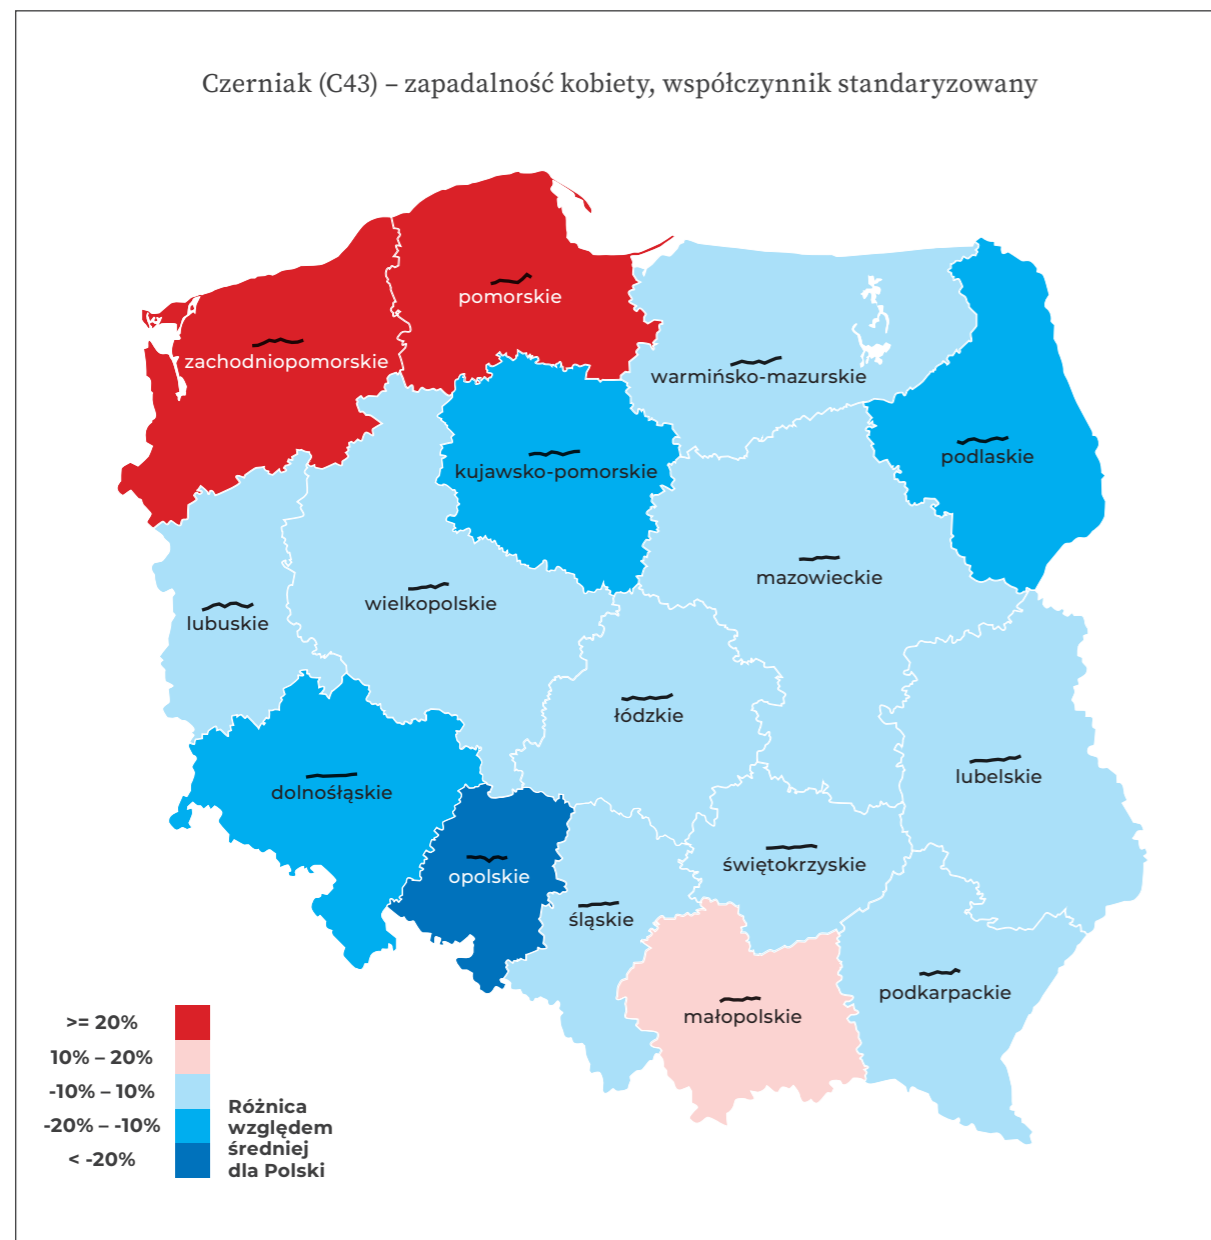 Czerniak (C43) – zapadalność kobiety, współczynnik standaryzowany
pomorskie
zachodniopomorskie
warmińsko-mazurskie
kujawsko-pomorskie
podlaskie
mazowieckie
wielkopolskie
lubuskie
łódzkie
lubelskie
dolnośląskie
świętokrzyskie
opolskie
śląskie
podkarpackie
małopolskie
>= 20%
10% – 20%
-10% – 10%
-20% – -10%
< -20%
Różnica
względem
średniej
dla Polski